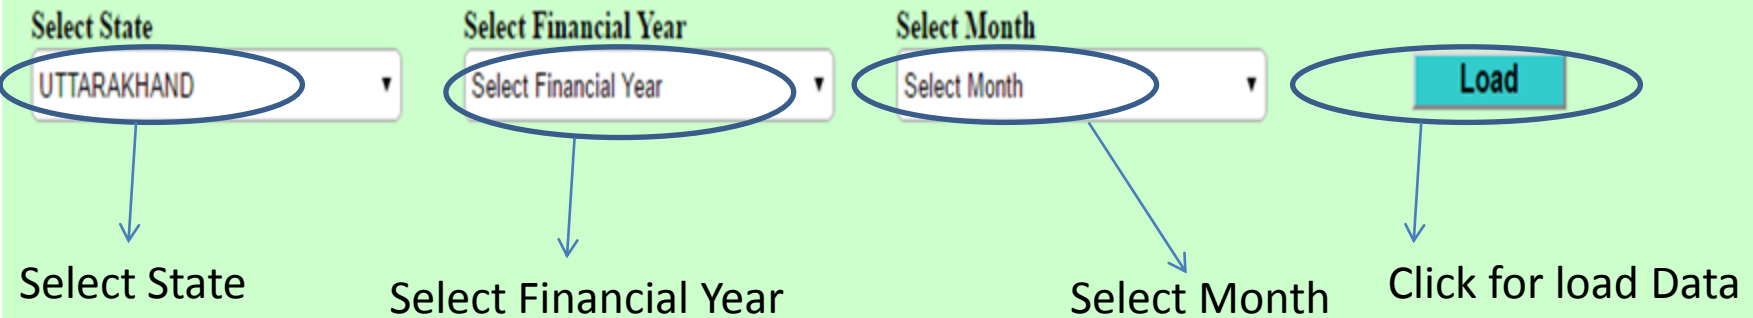 Select State Select Financial Year Select Month
UTTARAKHAND Select Financial Year Select Month Load
Select State Select Financial Year Select Month Click for load Data